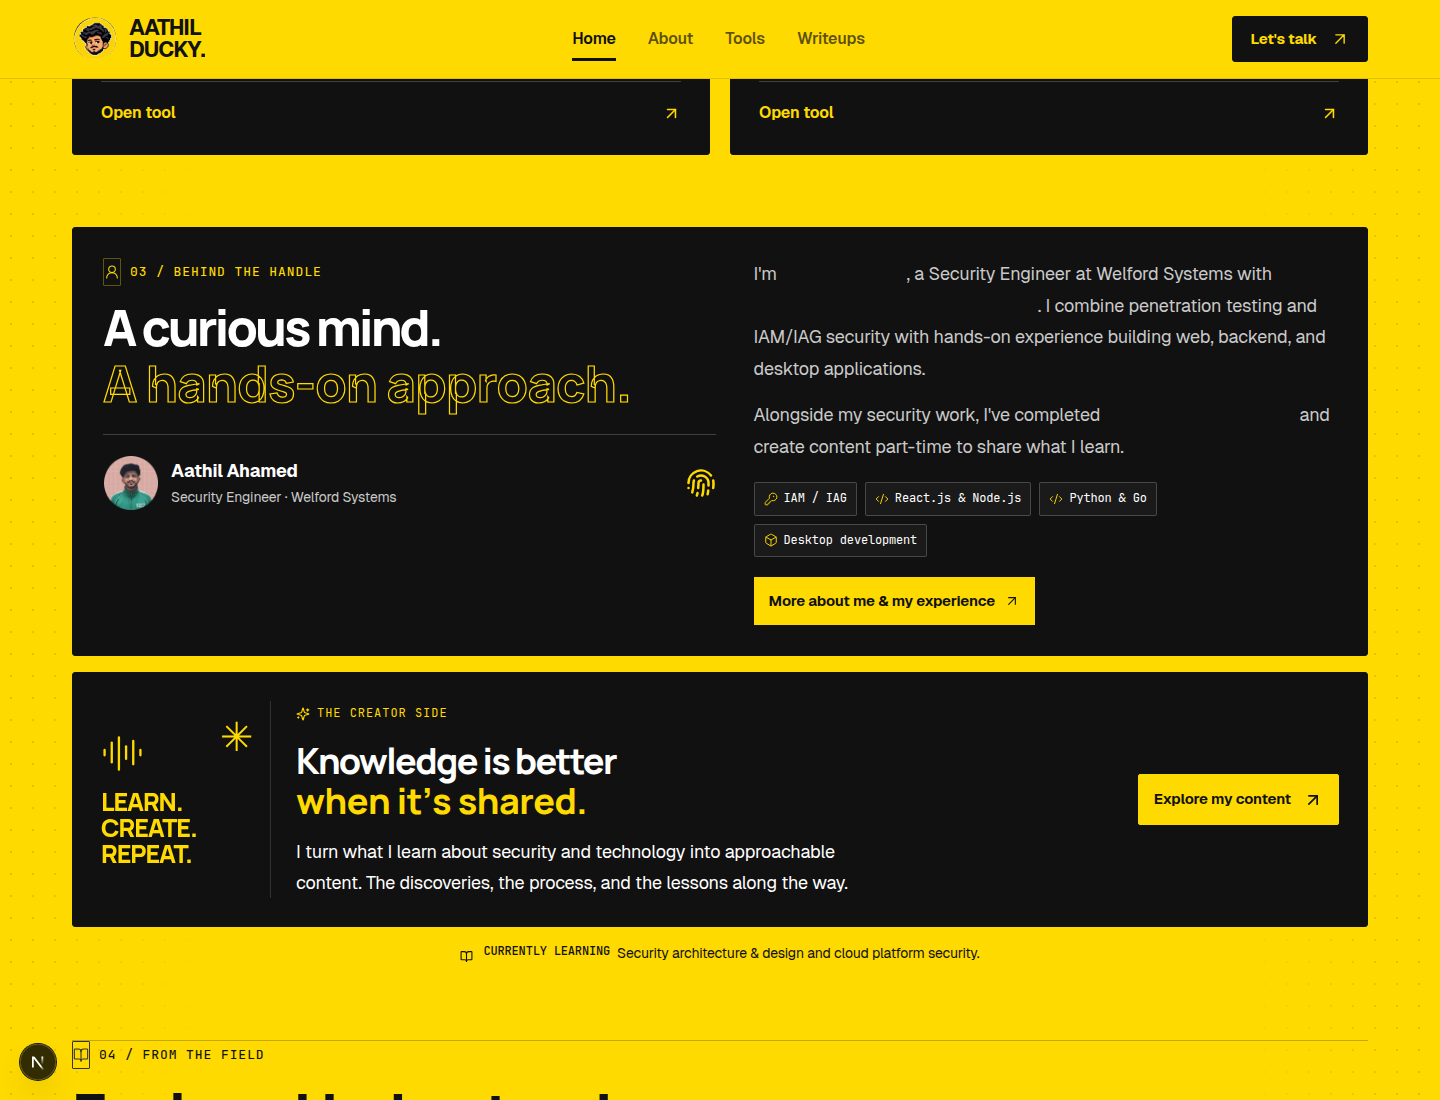 AATHIL
DUCKY.
Home
About
Tools
Writeups
Let's talk
Open tool
Open tool
03 / BEHIND THE HANDLE
A curious mind.
A hands-on approach.
Aathil Ahamed
Security Engineer · Welford Systems
I'm , a Security Engineer at Welford Systems with
. I combine penetration testing and
IAM/IAG security with hands-on experience building web, backend, and
desktop applications.
Alongside my security work, I've completed and
create content part-time to share what I learn.
IAM / IAG
React.js & Node.js
Python & Go
Desktop development
More about me & my experience
LEARN.
CREATE.
REPEAT.
THE CREATOR SIDE
Knowledge is better
when it's shared.
I turn what I learn about security and technology into approachable
content. The discoveries, the process, and the lessons along the way.
Explore my content
CURRENTLY LEARNING Security architecture & design and cloud platform security.
N
04 / FROM THE FIELD